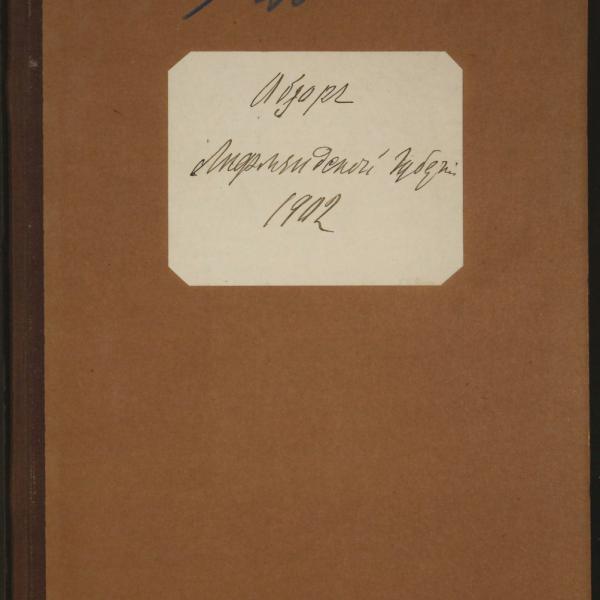 Обзоръ
Лифляндской Губерніи
1902